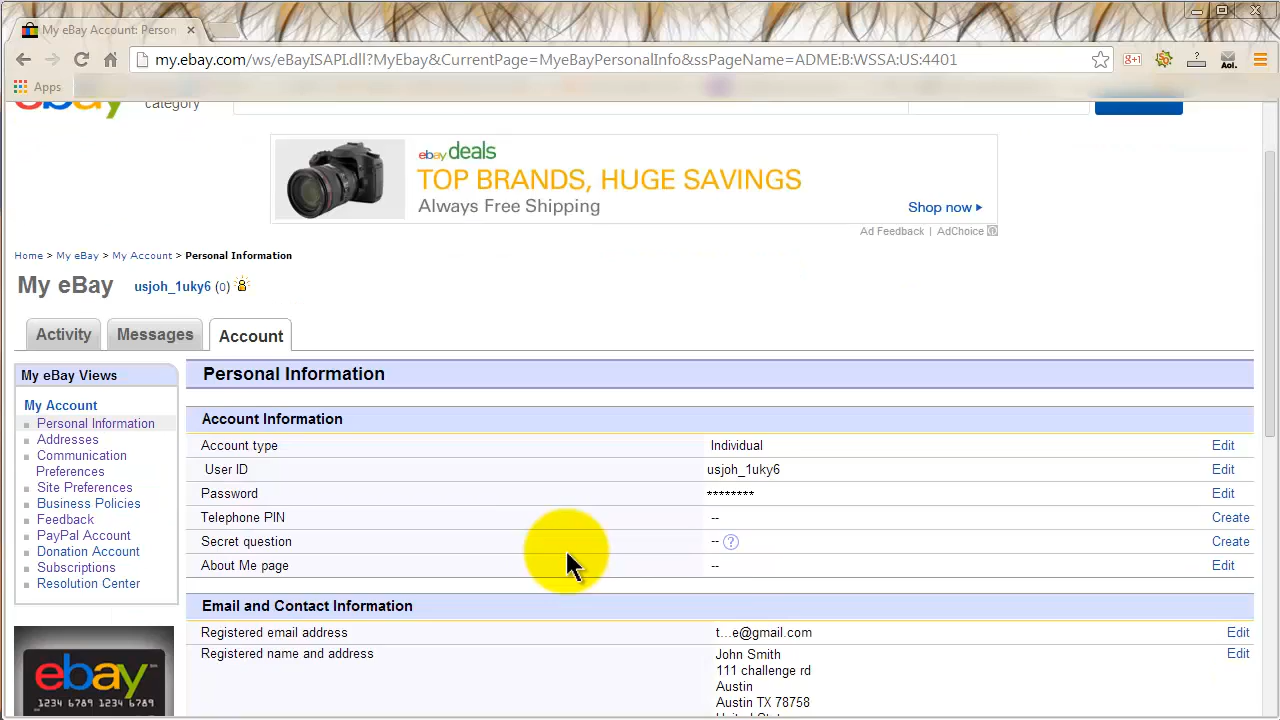 My eBay Account: Person
my.ebay.com/ws/eBayISAPI.dll?MyEbay&CurrentPage=MyeBayPersonalInfo&ssPageName=ADME:B:WSSA:US:4401
g+1
Aol.
Apps
ebay
category
ebay deals
TOP BRANDS, HUGE SAVINGS
Always Free Shipping
Shop now
Ad Feedback | AdChoice
Home > My eBay > My Account > Personal Information
My eBay usjoh_1uky6 (0)
Activity Messages Account
My eBay Views
My Account
Personal Information
Addresses
Communication
Preferences
Site Preferences
Business Policies
Feedback
PayPal Account
Donation Account
Subscriptions
Resolution Center
ebay
1234 6789 1234 6789
Personal Information
Account Information
Account type Individual Edit
User ID usjoh_1uky6 Edit
Password ******** Edit
Telephone PIN -- Create
Secret question -- ? Create
About Me page -- Edit
Email and Contact Information
Registered email address t...e@gmail.com Edit
Registered name and address John Smith Edit
111 challenge rd
Austin
Austin TX 78758